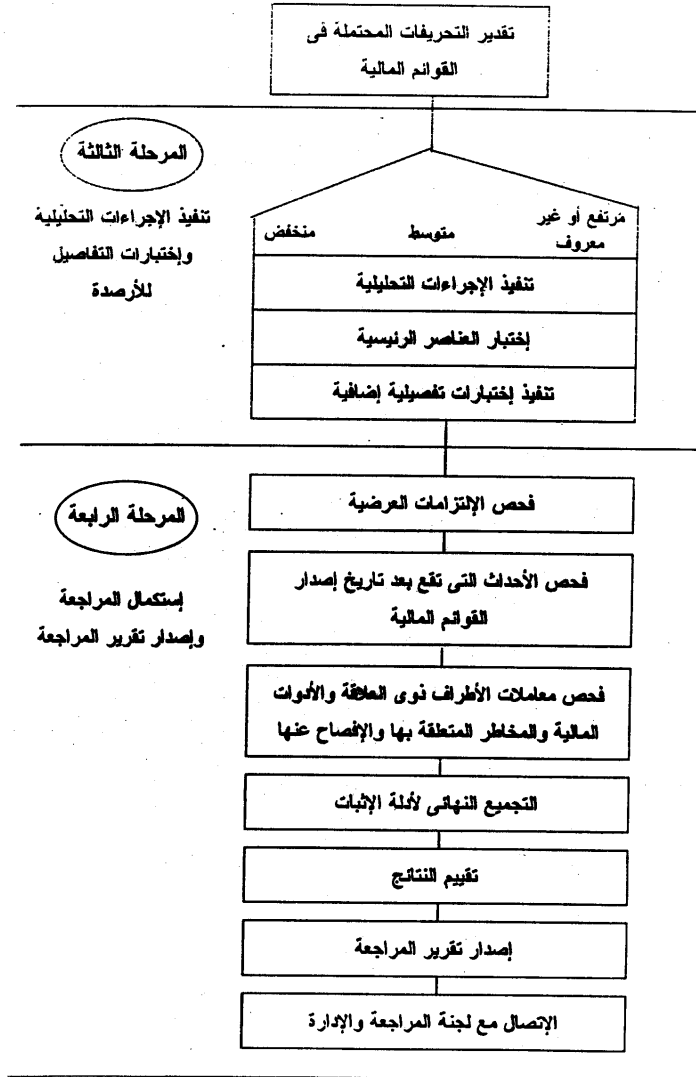 تقدير التحريفات المحتملة فى
القوائم المالية
المرحلة الثالثة
تنفيذ الإجراءات التحليلية
وإختبارات التفاصيل
للأرصدة
مرتفع أو غير
معروف
متوسط
منخفض
تنفيذ الإجراءات التحليلية
إختبار العناصر الرئيسية
تنفيذ إختبارات تفصيلية إضافية
المرحلة الرابعة
إستكمال المراجعة
وإصدار تقرير المراجعة
فحص الإلتزامات العرضية
فحص الأحداث التى تقع بعد تاريخ إصدار
القوائم المالية
فحص معاملات الأطراف ذوى العلاقة والأدوات
المالية والمخاطر المتعلقة بها والإفصاح عنها
التجميع النهائى لأدلة الإثبات
تقييم النتائج
إصدار تقرير المراجعة
الإتصال مع لجنة المراجعة والإدارة